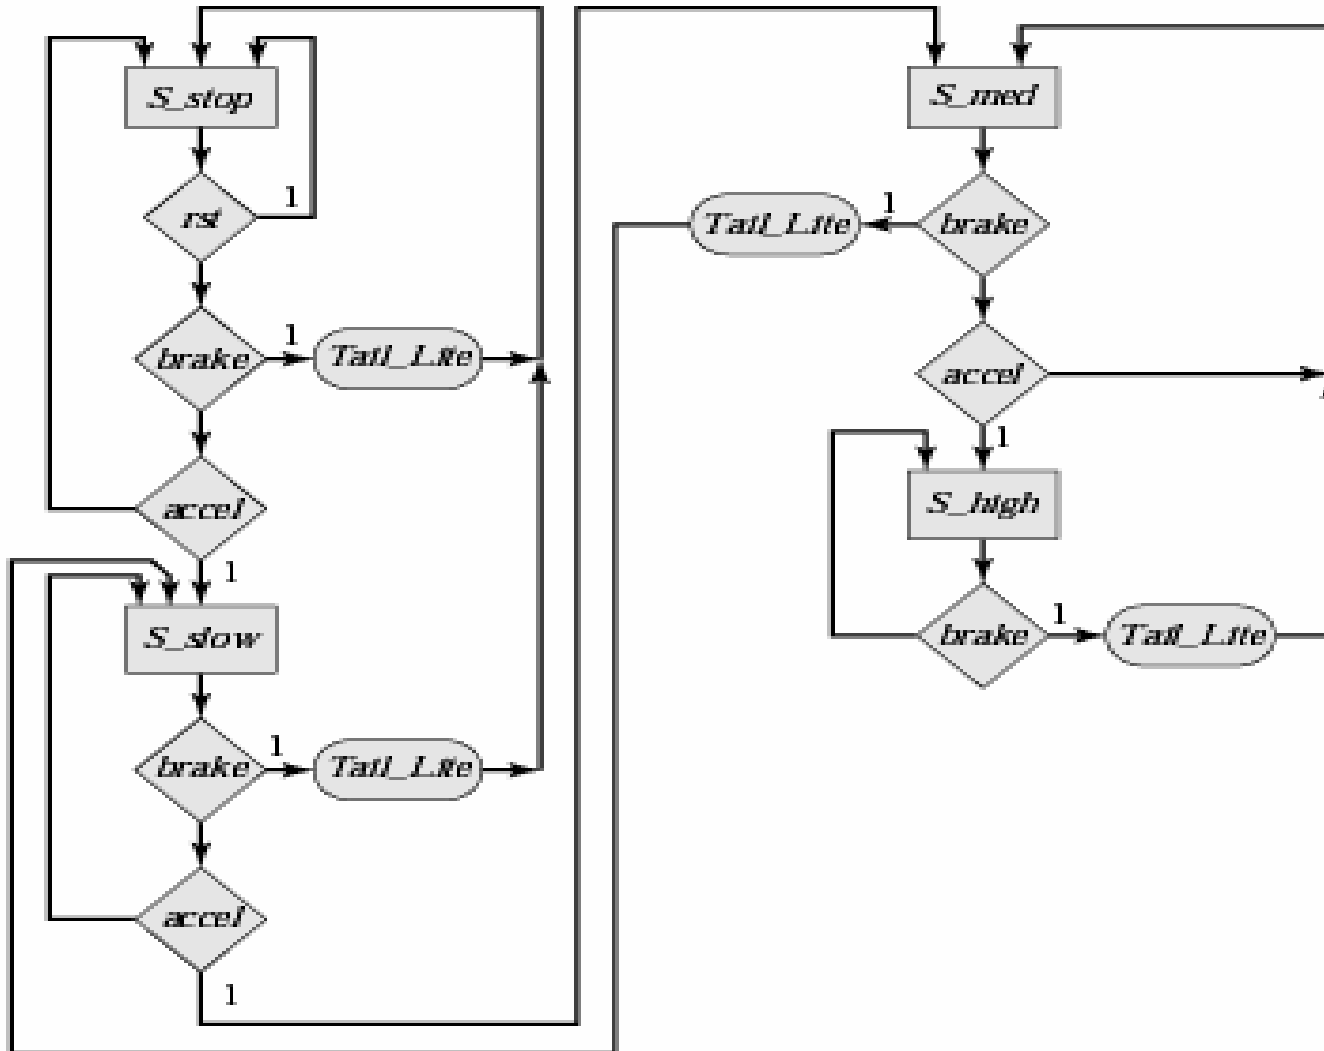 S_stop
rst
1
brake
1
Tail_Lite
accel
1
S_slow
brake
1
Tail_Lite
accel
1
S_med
brake
1
Tail_Lite
accel
1
S_high
brake
1
Tail_Lite